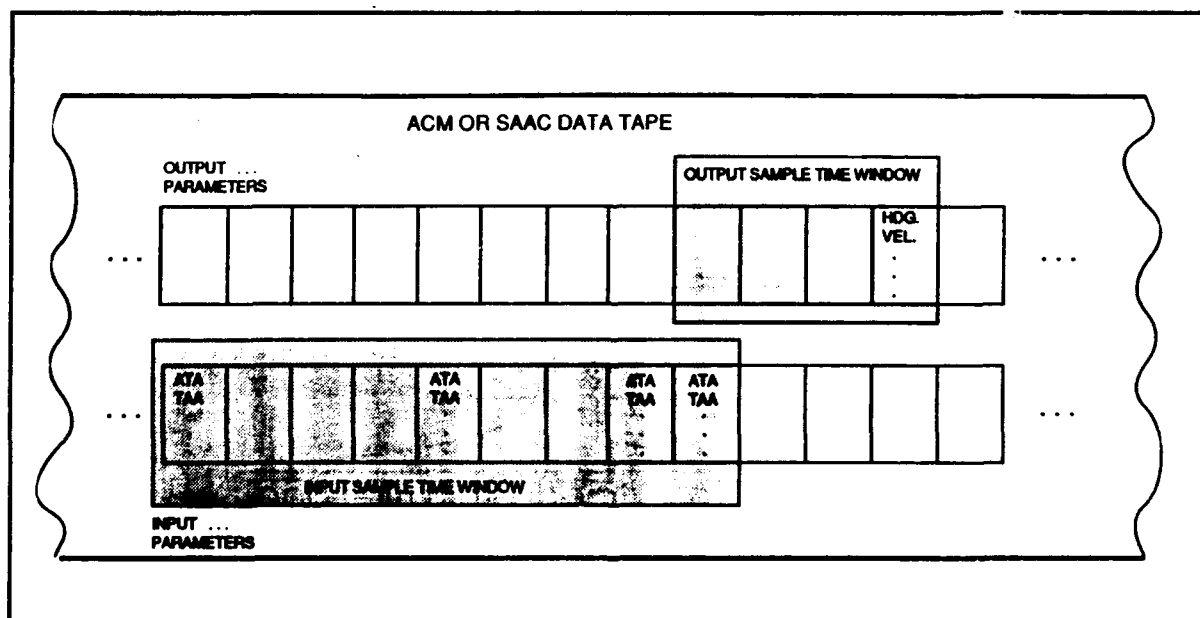 ACM OR SAAC DATA TAPE
OUTPUT ...
PARAMETERS
OUTPUT SAMPLE TIME WINDOW
HDG.
VEL.
.
.
.
... ...
ATA
TAA
ATA
TAA
ATA
TAA
ATA
TAA
... ...
INPUT SAMPLE TIME WINDOW
INPUT ...
PARAMETERS